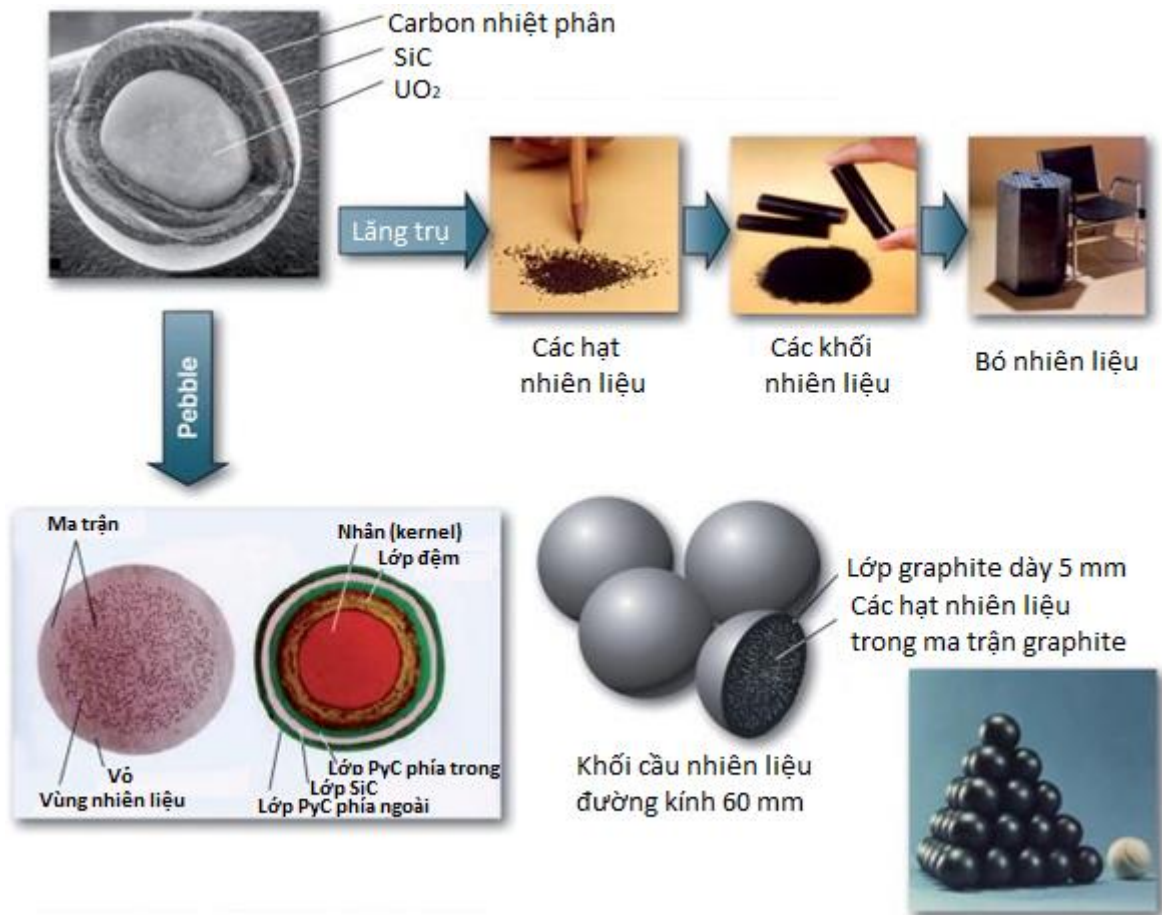 Carbon nhiệt phân
SiC
UO₂
Lăng trụ
Các hạt
nhiên liệu
Các khối
nhiên liệu
Bó nhiên liệu
Pebble
Ma trận
Nhân (kernel)
Lớp đệm
Vỏ
Vùng nhiên liệu
Lớp PyC phía trong
Lớp SiC
Lớp PyC phía ngoài
Lớp graphite dày 5 mm
Các hạt nhiên liệu
trong ma trận graphite
Khối cầu nhiên liệu
đường kính 60 mm